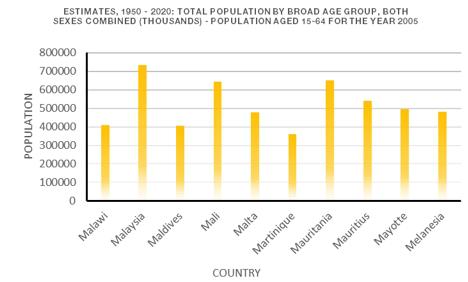 ESTIMATES, 1950 - 2020: TOTAL POPULATION BY BROAD AGE GROUP, BOTH
SEXES COMBINED (THOUSANDS) - POPULATION AGED 15-64 FOR THE YEAR 2005
800000
700000
600000
500000
400000
300000
200000
100000
0
POPULATION
Malawi
Malaysia
Maldives
Mali
Malta
Martinique
Mauritania
Mauritius
Mayotte
Melanesia
COUNTRY